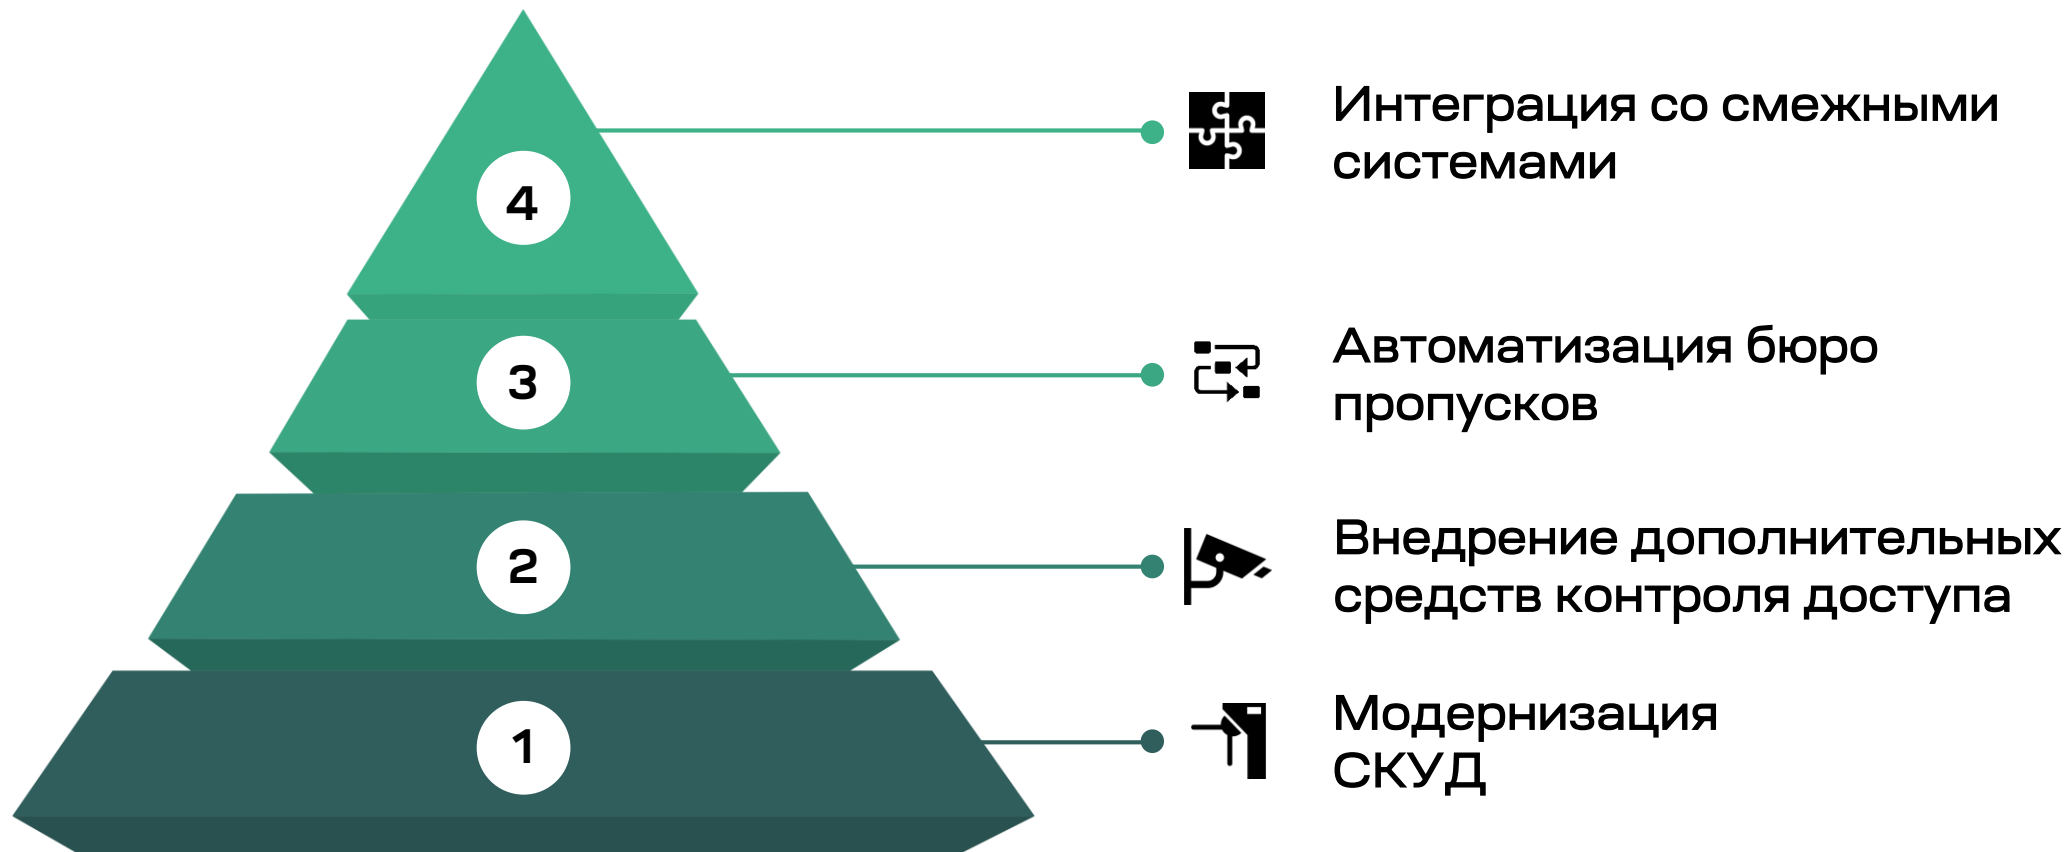 4
Интеграция со смежными
системами
3
Автоматизация бюро
пропусков
2
Внедрение дополнительных
средств контроля доступа
1
Модернизация
СКУД